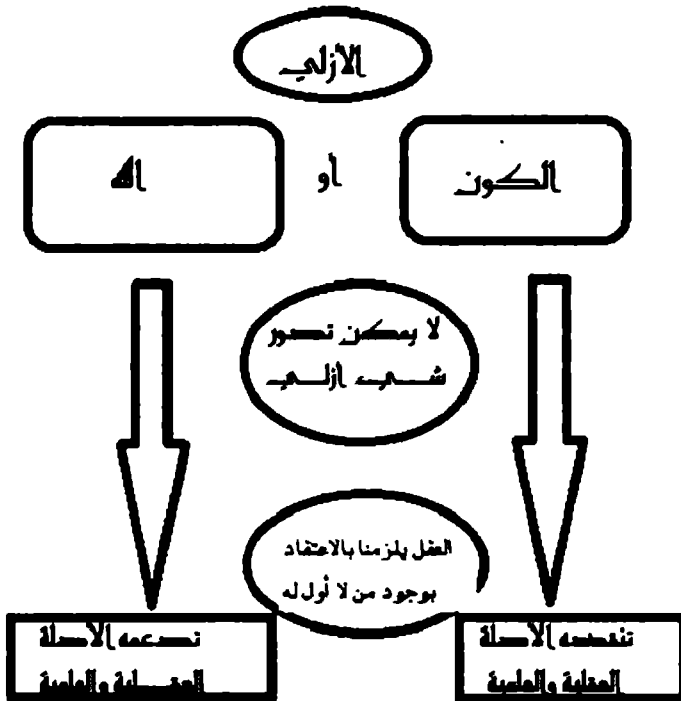 الأزلي
الكون
أو
الله
لا يمكن تصور
شيء أزلي
العقل يلزمنا بالاعتقاد
بوجود من لا أول له
تنقضه الأدلة
العقلية والعلمية
تدعمه الأدلة
العقلية والعلمية